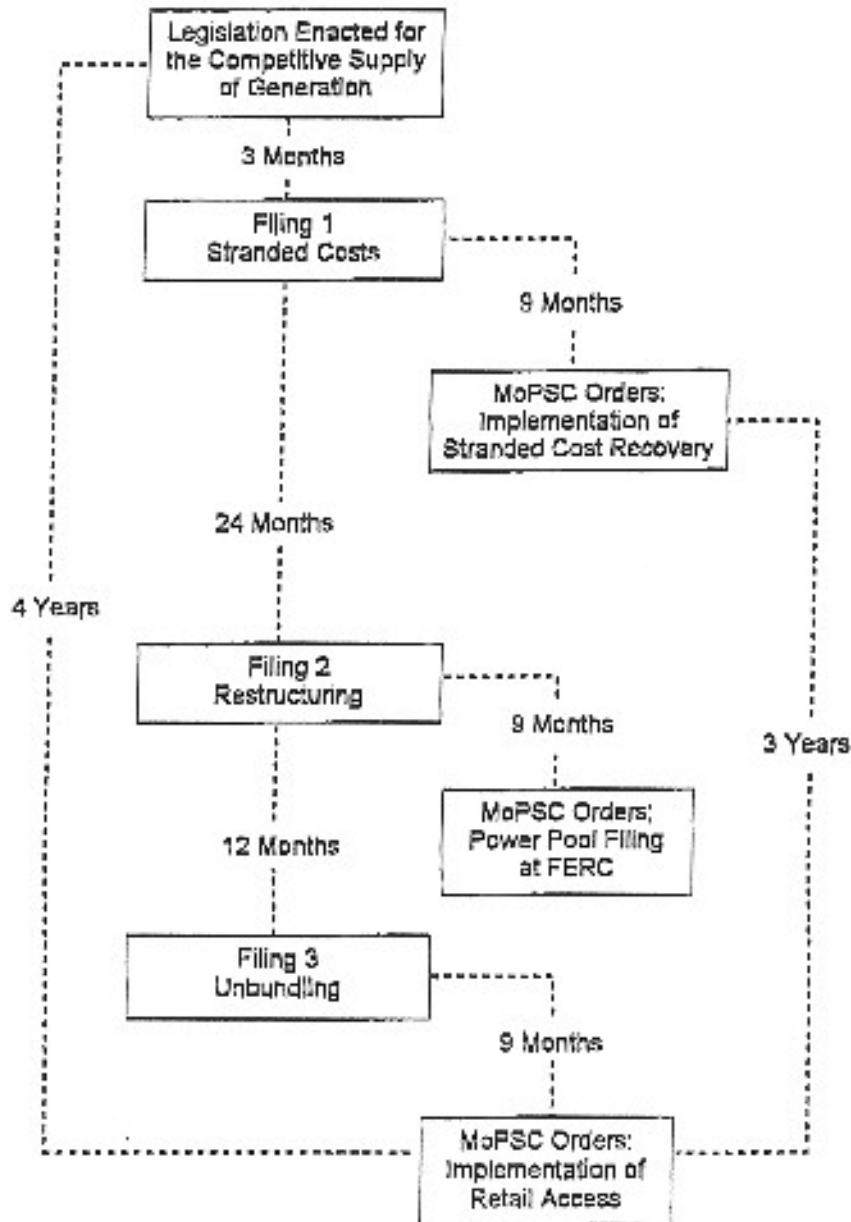 Legislation Enacted for
the Competitive Supply
of Generation
3 Months
Filing 1
Stranded Costs
9 Months
MoPSC Orders:
Implementation of
Stranded Cost Recovery
24 Months
4 Years
Filing 2
Restructuring
9 Months
3 Years
MoPSC Orders;
Power Pool Filing
at FERC
12 Months
Filing 3
Unbundling
9 Months
MoPSC Orders:
Implementation of
Retail Access